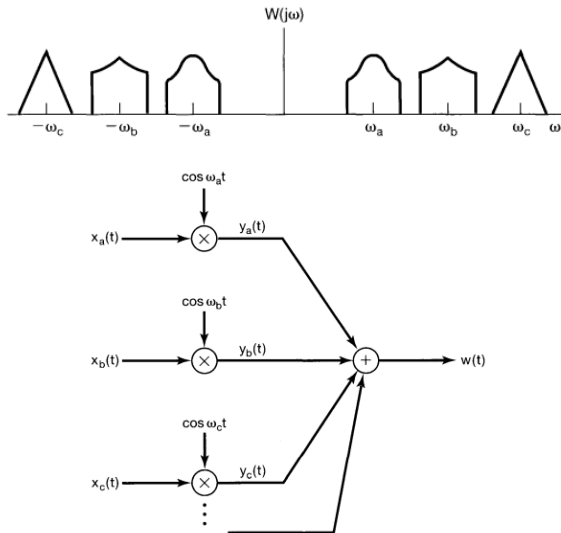 W(jω)
−ω_c −ω_b −ω_a ω_a ω_b ω_c ω
cos ω_a t
x_a(t) × y_a(t)
cos ω_b t
x_b(t) × y_b(t) + w(t)
cos ω_c t
x_c(t) × y_c(t)